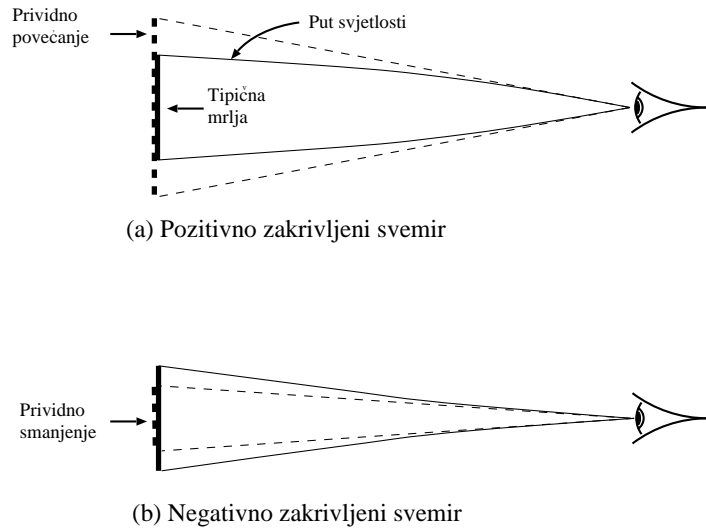 Prividno
povećanje
Put svjetlosti
Tipična
mrlja
(a) Pozitivno zakrivljeni svemir
Prividno
smanjenje
(b) Negativno zakrivljeni svemir